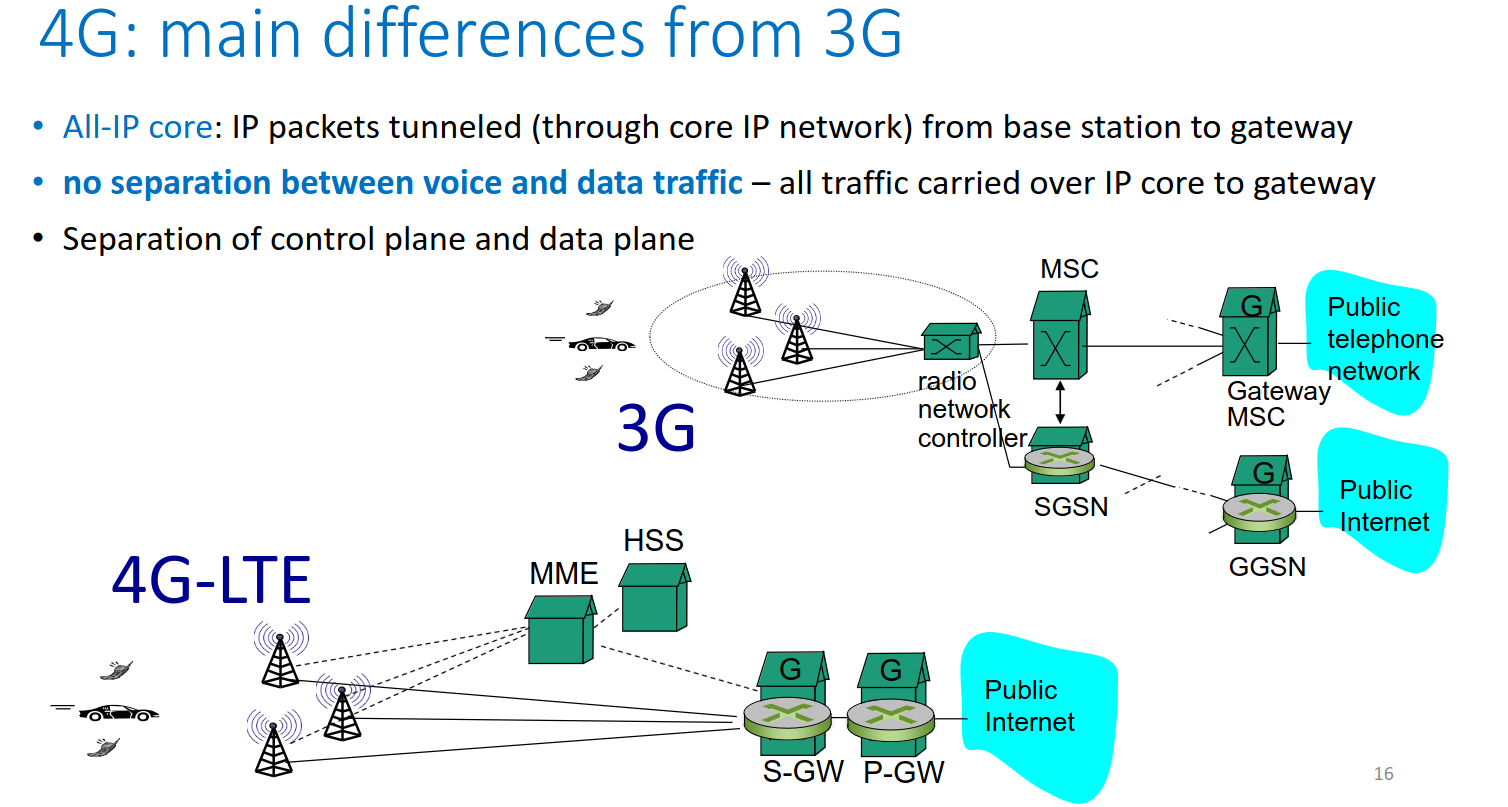 4G: main differences from 3G
• All-IP core: IP packets tunneled (through core IP network) from base station to gateway
• no separation between voice and data traffic – all traffic carried over IP core to gateway
• Separation of control plane and data plane
MSC
G
Public
telephone
network
radio
network
controller
Gateway
MSC
3G
G
Public
Internet
SGSN
GGSN
HSS
4G-LTE
MME
G
G
Public
Internet
S-GW
P-GW
16